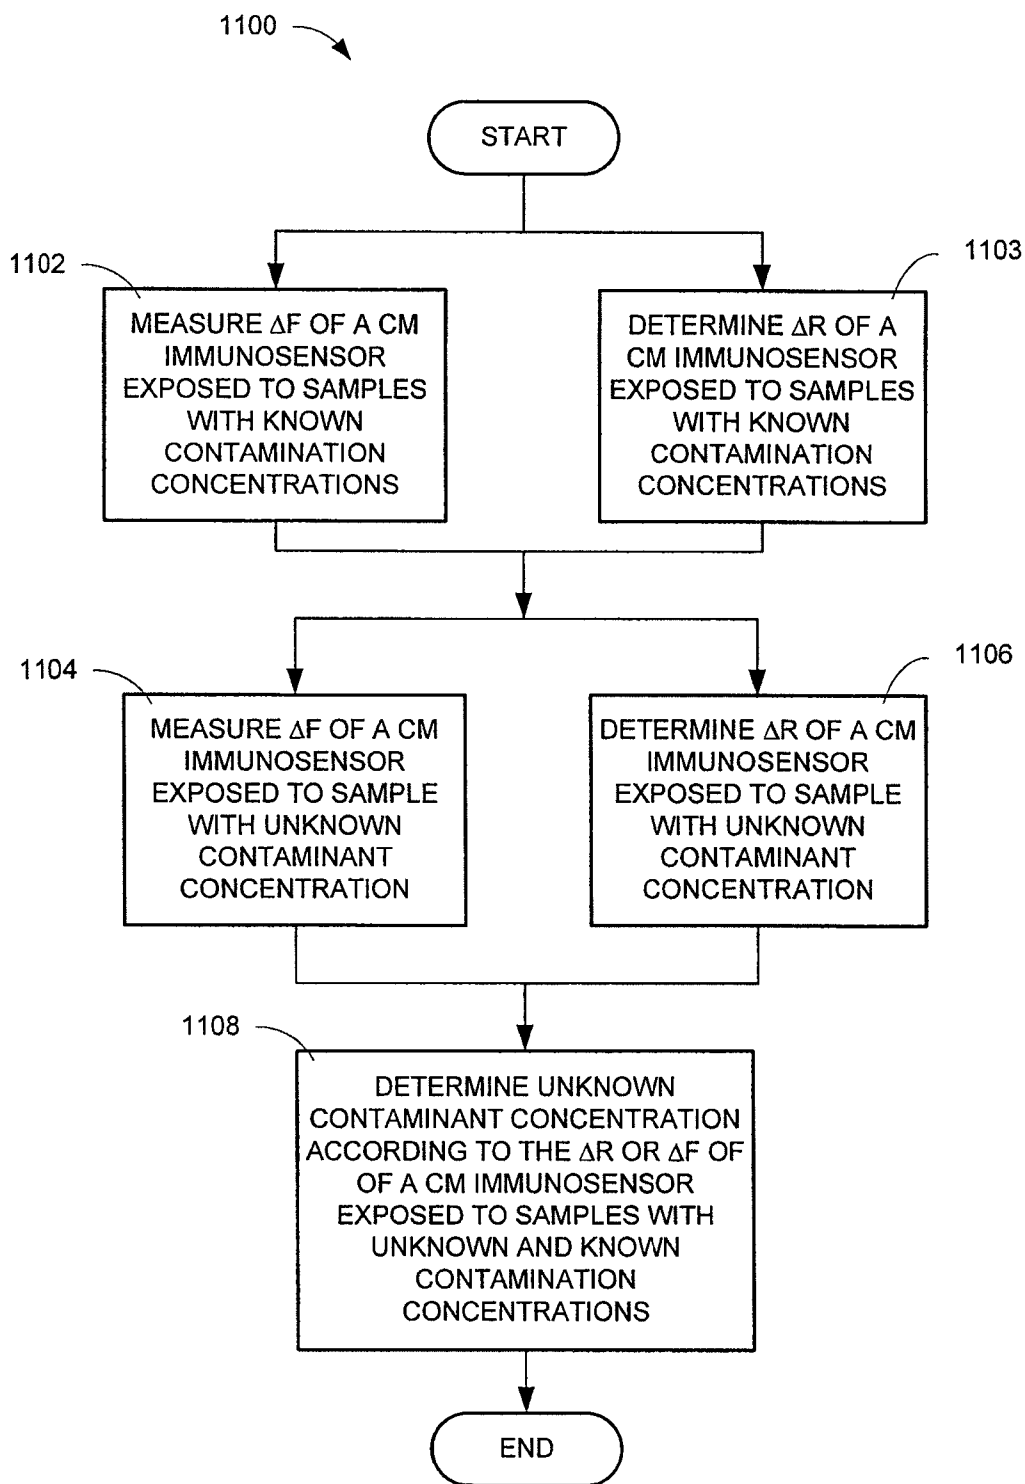 1100
START
1102
1103
MEASURE ΔF OF A CM
IMMUNOSENSOR
EXPOSED TO SAMPLES
WITH KNOWN
CONTAMINATION
CONCENTRATIONS
DETERMINE ΔR OF A
CM IMMUNOSENSOR
EXPOSED TO SAMPLES
WITH KNOWN
CONTAMINATION
CONCENTRATIONS
1104
1106
MEASURE ΔF OF A CM
IMMUNOSENSOR
EXPOSED TO SAMPLE
WITH UNKNOWN
CONTAMINANT
CONCENTRATION
DETERMINE ΔR OF A CM
IMMUNOSENSOR
EXPOSED TO SAMPLE
WITH UNKNOWN
CONTAMINANT
CONCENTRATION
1108
DETERMINE UNKNOWN
CONTAMINANT CONCENTRATION
ACCORDING TO THE ΔR OR ΔF OF
OF A CM IMMUNOSENSOR
EXPOSED TO SAMPLES WITH
UNKNOWN AND KNOWN
CONTAMINATION
CONCENTRATIONS
END